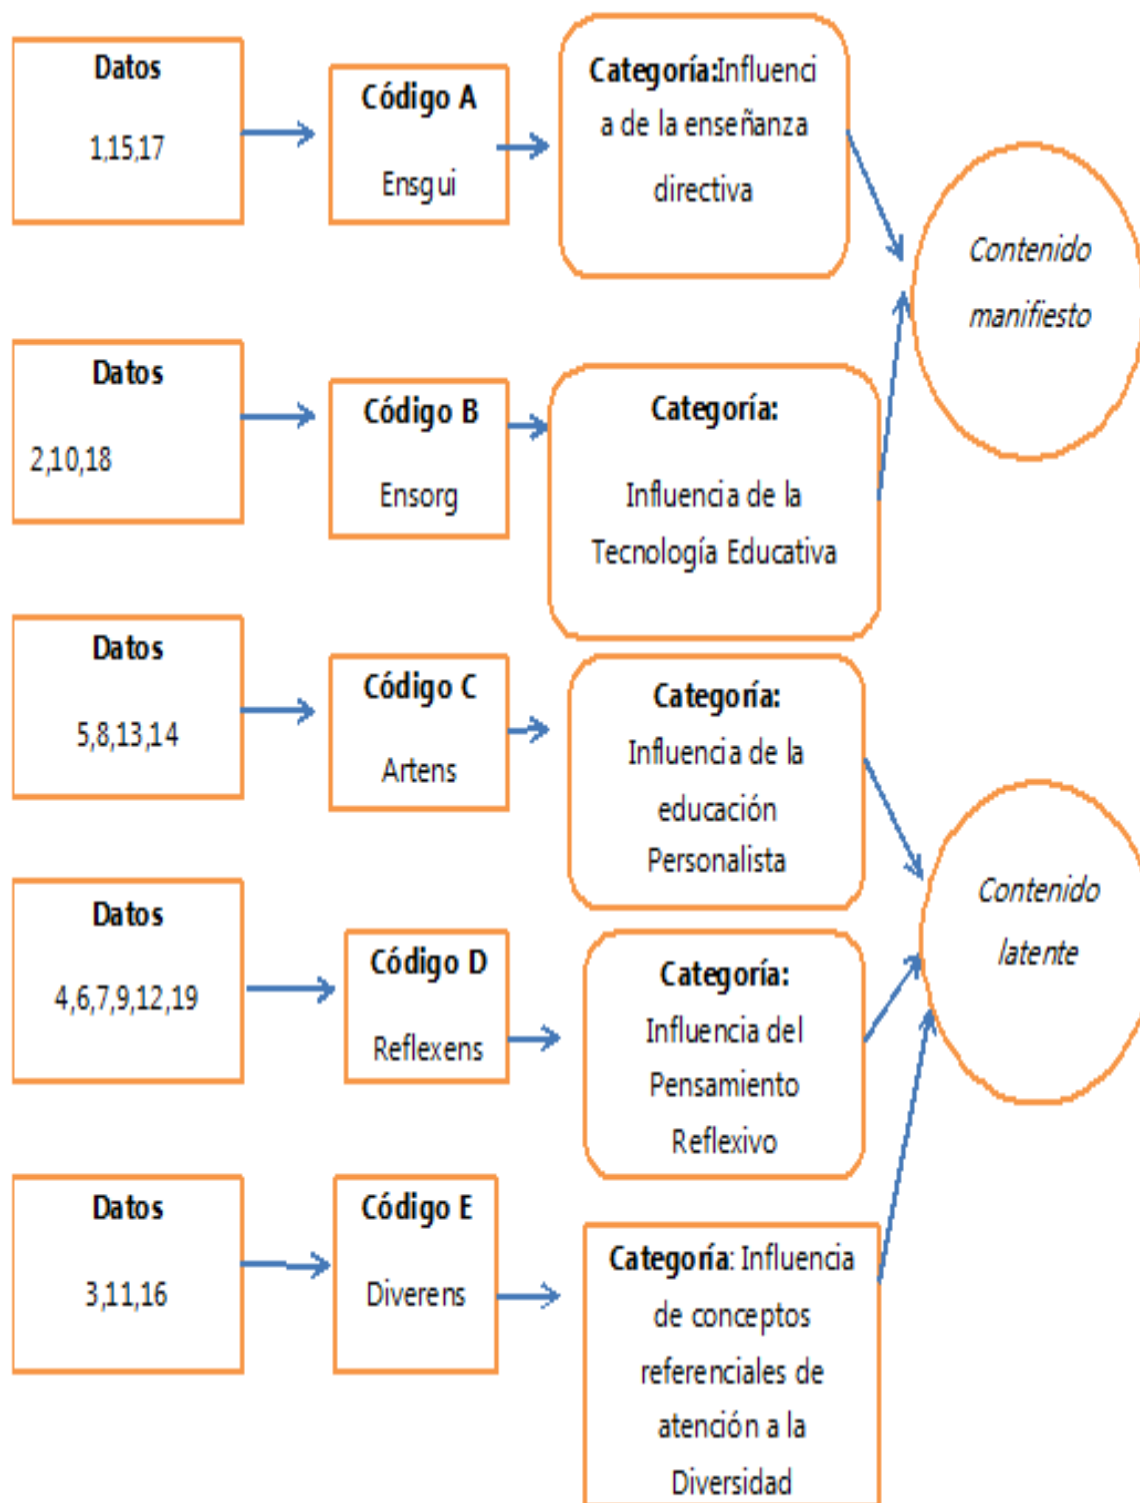 Datos
1,15,17
Código A
Ensgui
Categoría:Influenci
a de la enseñanza
directiva
Contenido
manifiesto
Datos
2,10,18
Código B
Ensorg
Categoría:
Influencia de la
Tecnología Educativa
Datos
5,8,13,14
Código C
Artens
Categoría:
Influencia de la
educación
Personalista
Contenido
latente
Datos
4,6,7,9,12,19
Código D
Reflexens
Categoría:
Influencia del
Pensamiento
Reflexivo
Datos
3,11,16
Código E
Diverens
Categoría: Influencia
de conceptos
referenciales de
atención a la
Diversidad